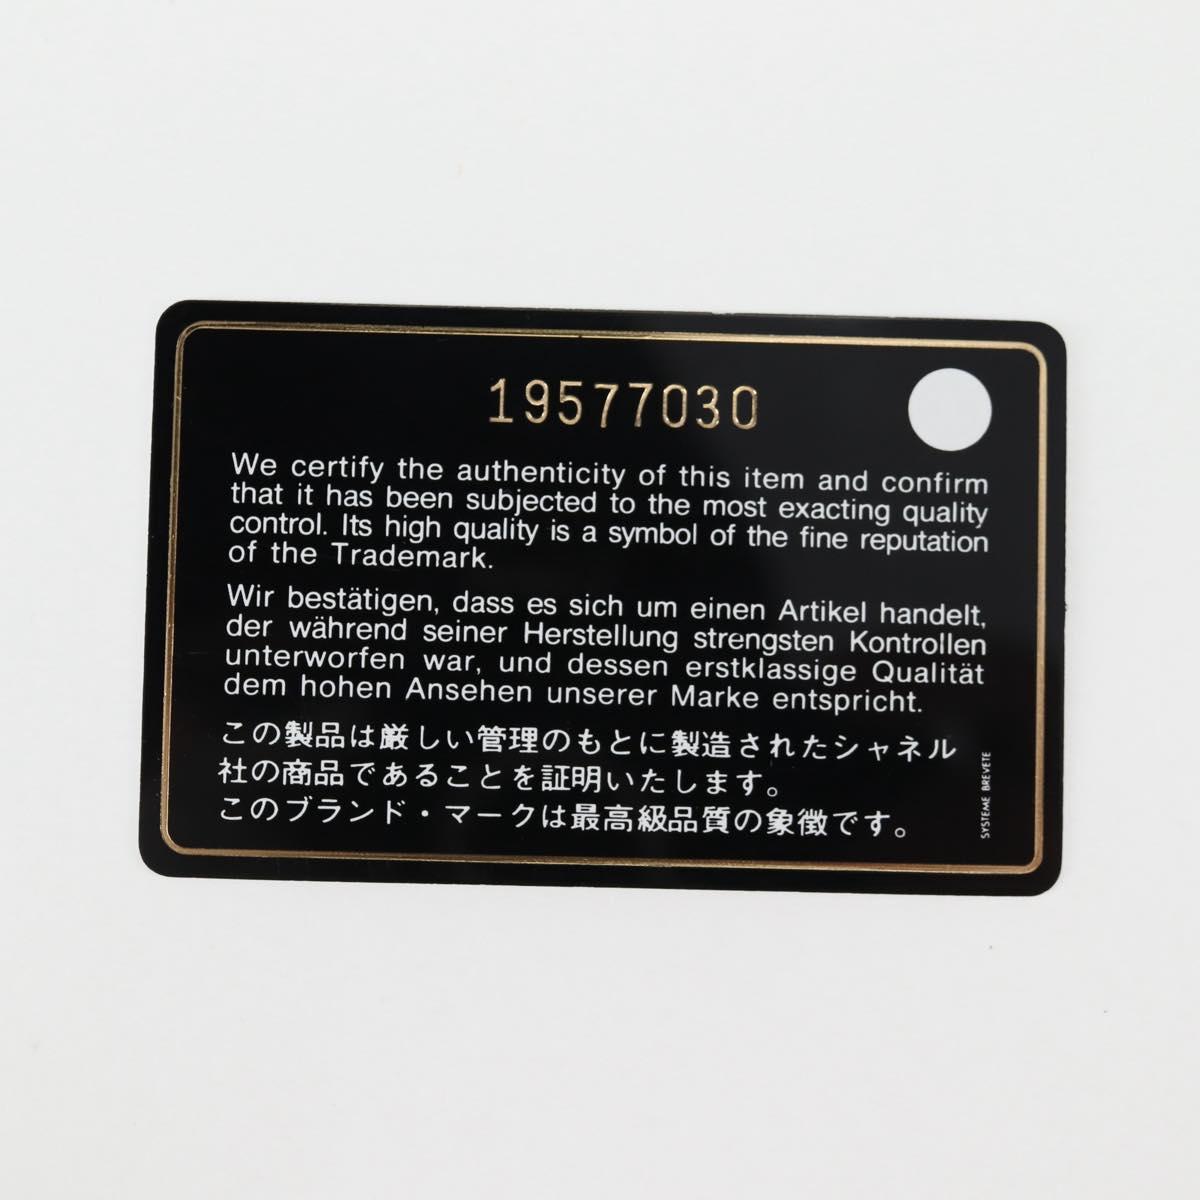 19577030
We certify the authenticity of this item and confirm
that it has been subjected to the most exacting quality
control. Its high quality is a symbol of the fine reputation
of the Trademark.
Wir bestätigen, dass es sich um einen Artikel handelt,
der während seiner Herstellung strengsten Kontrollen
unterworfen war, und dessen erstklassige Qualität
dem hohen Ansehen unserer Marke entspricht.
この製品は厳しい管理のもとに製造されたシャネル
社の商品であることを証明いたします。
このブランド・マークは最高級品質の象徴です。
SYSTEME BREVETE